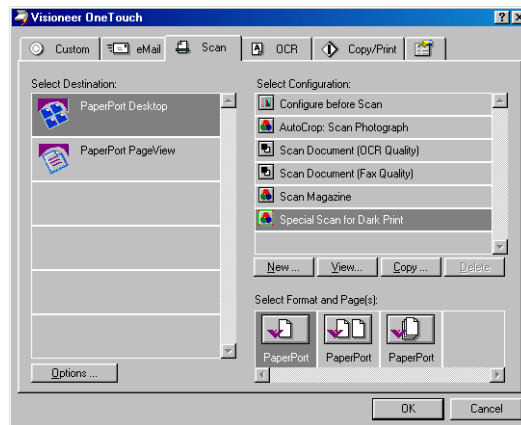 Visioneer OneTouch
Custom eMail Scan OCR Copy/Print
Select Destination:
PaperPort Desktop
PaperPort PageView
Options ...
Select Configuration:
Configure before Scan
AutoCrop: Scan Photograph
Scan Document (OCR Quality)
Scan Document (Fax Quality)
Scan Magazine
Special Scan for Dark Print
New ... View... Copy ... Delete
Select Format and Page(s):
PaperPort PaperPort PaperPort
OK Cancel